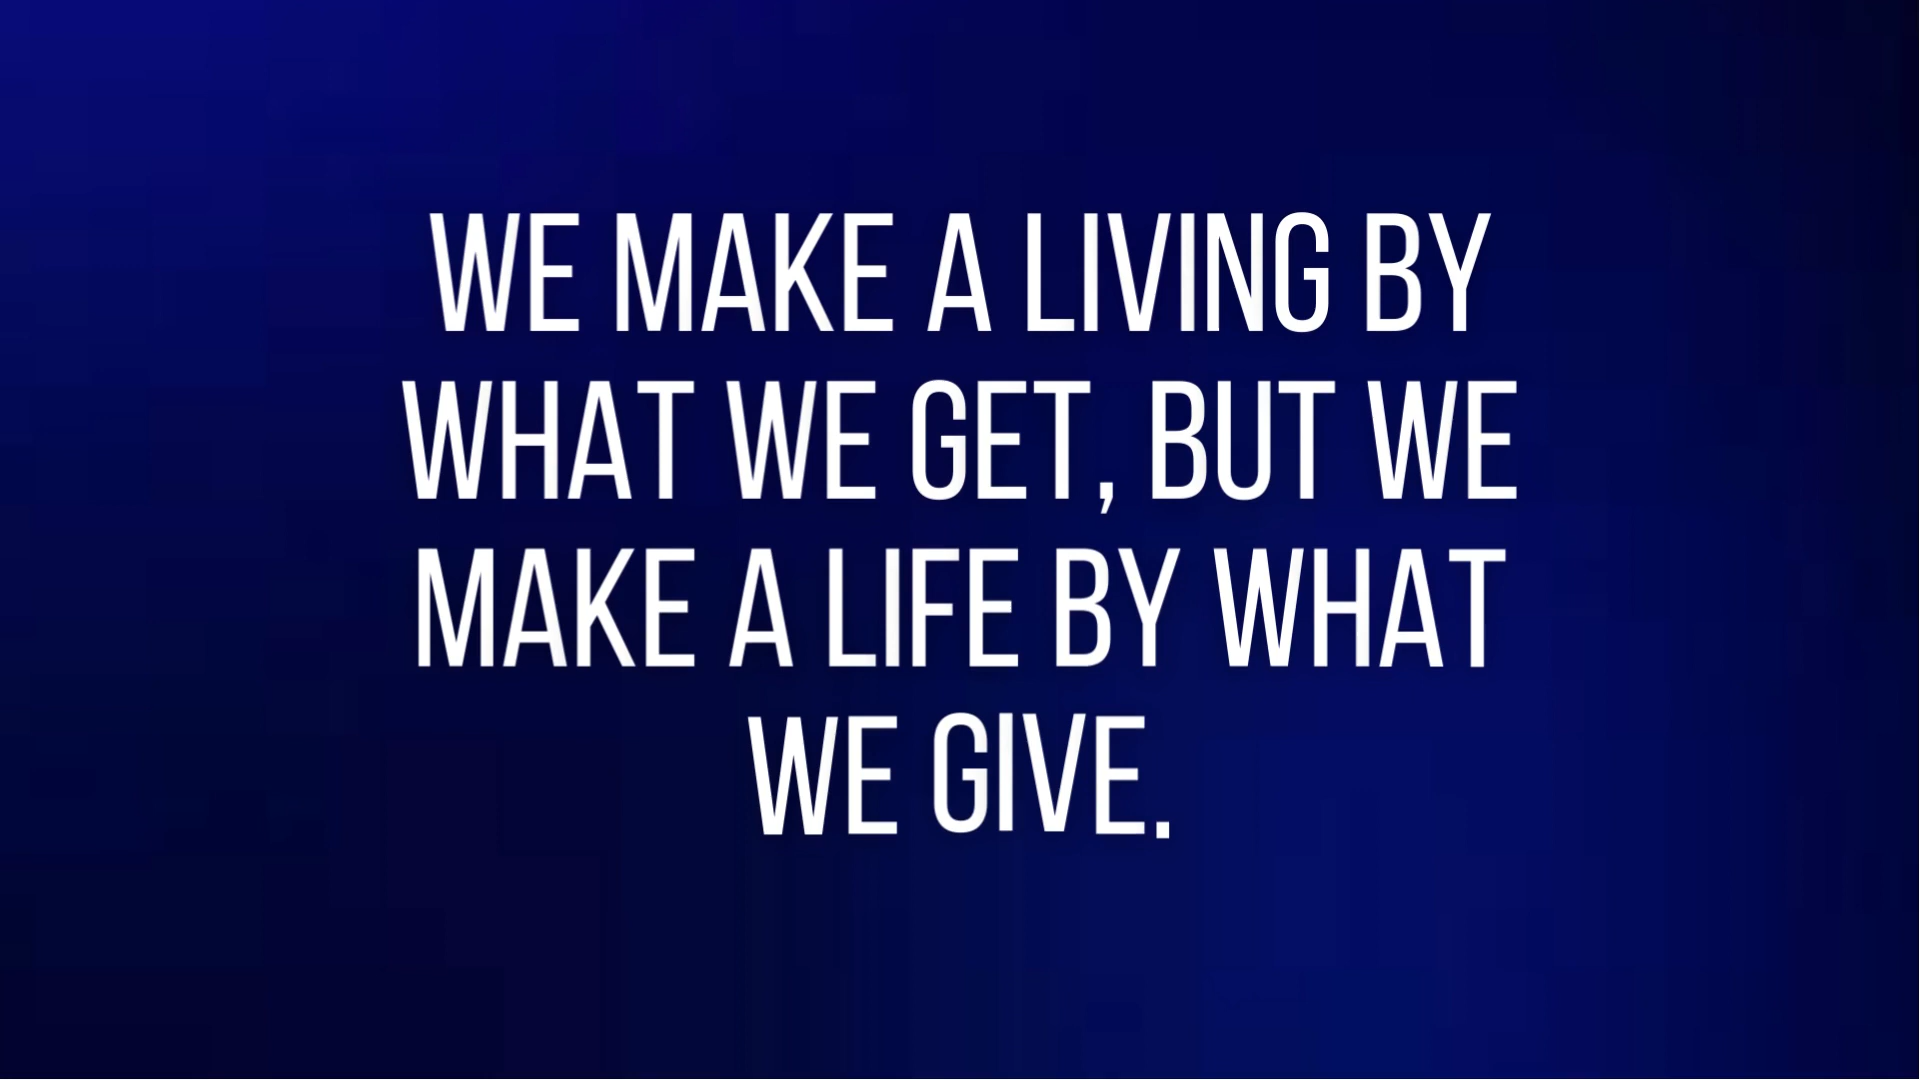 WE MAKE A LIVING BY
WHAT WE GET, BUT WE
MAKE A LIFE BY WHAT
WE GIVE.